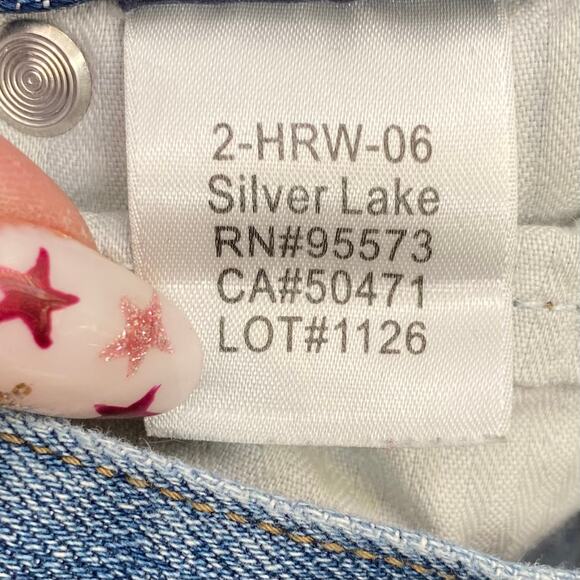 2-HRW-06
Silver Lake
RN#95573
CA#50471
LOT#1126